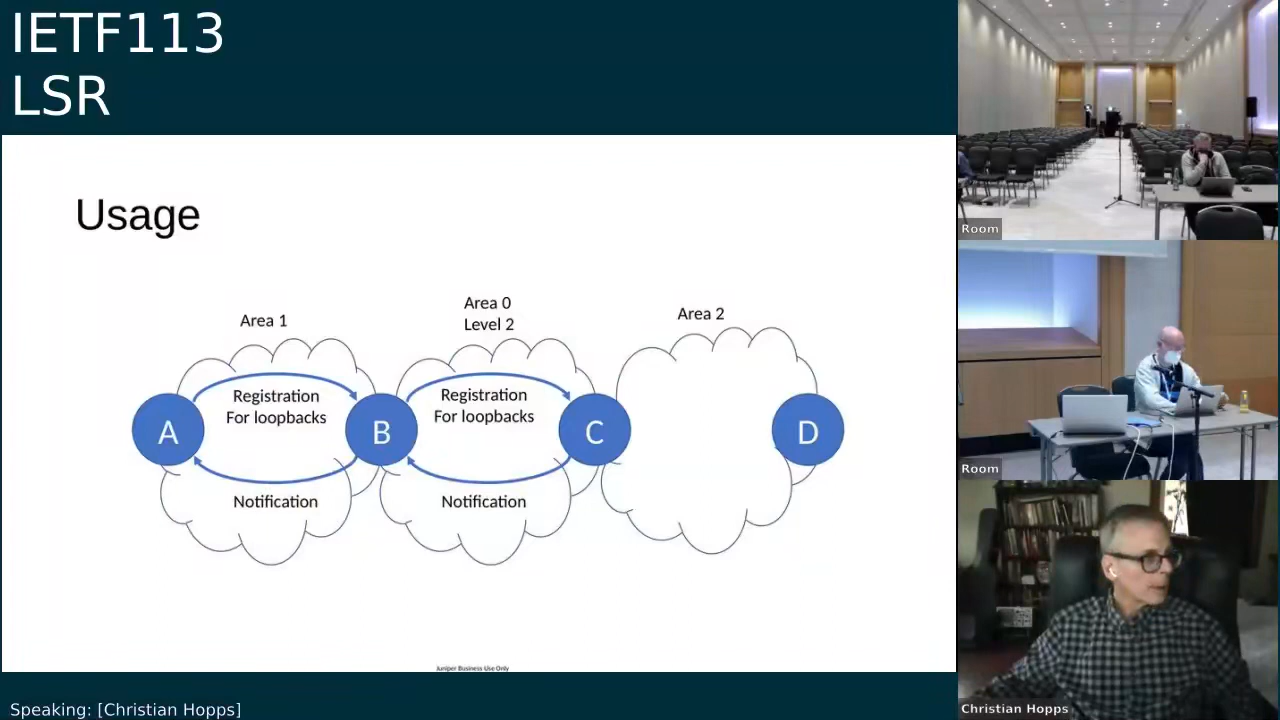 IETF113
LSR
Usage
Area 1
Area 0
Level 2
Area 2
Registration
For loopbacks
Registration
For loopbacks
A
B
C
D
Notification
Notification
Juniper Business Use Only
Speaking: [Christian Hopps]
Room
Room
Christian Hopps